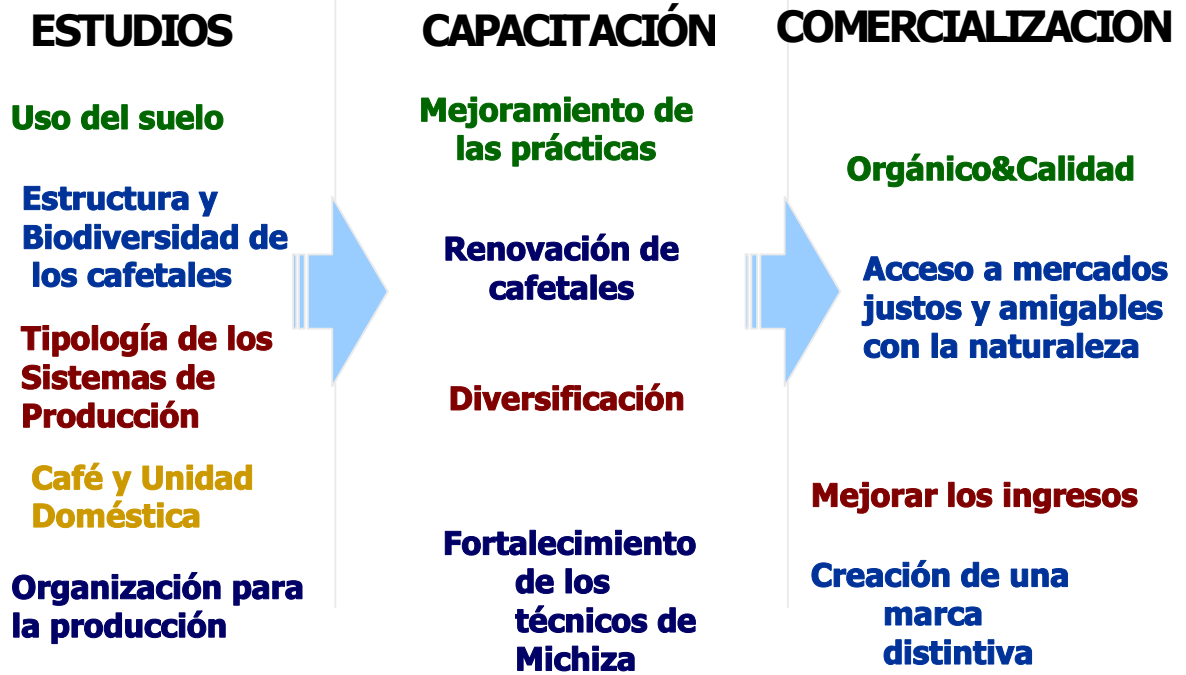 ESTUDIOS
Uso del suelo
Estructura y
Biodiversidad de
los cafetales
Tipología de los
Sistemas de
Producción
Café y Unidad
Doméstica
Organización para
la producción
CAPACITACIÓN
Mejoramiento de
las prácticas
Renovación de
cafetales
Diversificación
Fortalecimiento
de los
técnicos de
Michiza
COMERCIALIZACION
Orgánico&Calidad
Acceso a mercados
justos y amigables
con la naturaleza
Mejorar los ingresos
Creación de una
marca
distintiva